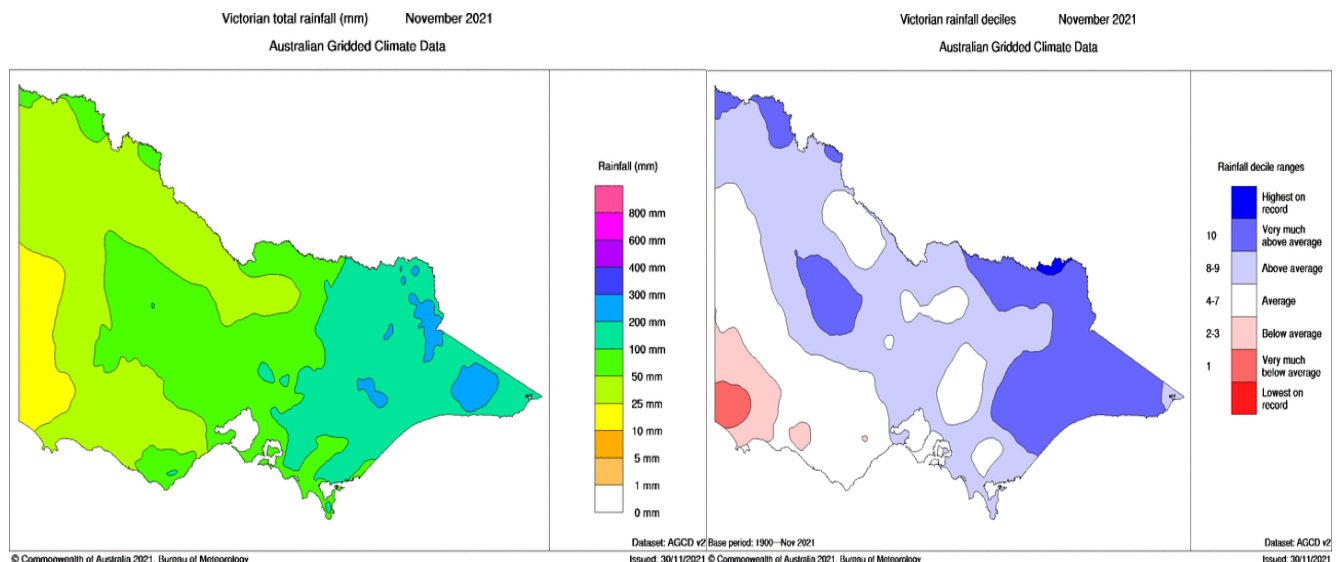 Victorian total rainfall (mm) November 2021
Australian Gridded Climate Data
Rainfall (mm)
800 mm
600 mm
400 mm
300 mm
200 mm
100 mm
50 mm
25 mm
10 mm
5 mm
1 mm
0 mm
Dataset: AGCD v2
© Commonwealth of Australia 2021, Bureau of Meteorology
Issued: 30/11/2021
Victorian rainfall deciles November 2021
Australian Gridded Climate Data
Rainfall decile ranges
Highest on
record
10 Very much
above average
8-9 Above average
4-7 Average
2-3 Below average
1 Very much
below average
Lowest on
record
Base period: 1900—Nov 2021
Dataset: AGCD v2
© Commonwealth of Australia 2021, Bureau of Meteorology
Issued: 30/11/2021